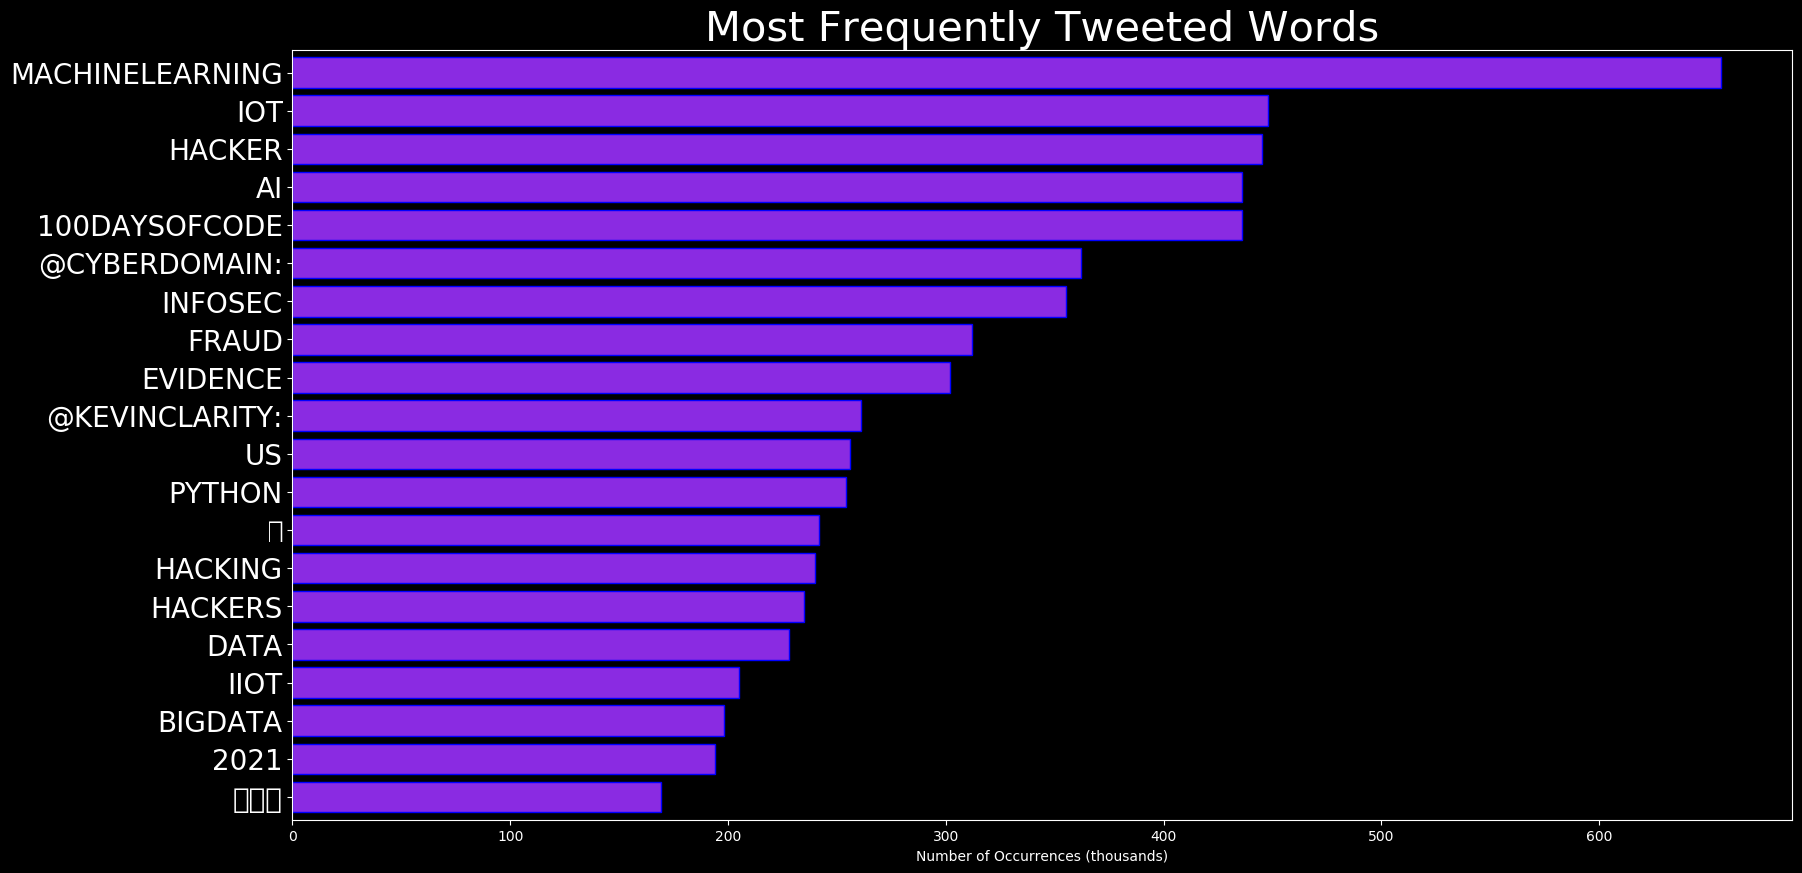 Most Frequently Tweeted Words
MACHINELEARNING
IOT
HACKER
AI
100DAYSOFCODE
@CYBERDOMAIN:
INFOSEC
FRAUD
EVIDENCE
@KEVINCLARITY:
US
PYTHON
HACKING
HACKERS
DATA
IIOT
BIGDATA
2021
0 100 200 300 400 500 600
Number of Occurrences (thousands)